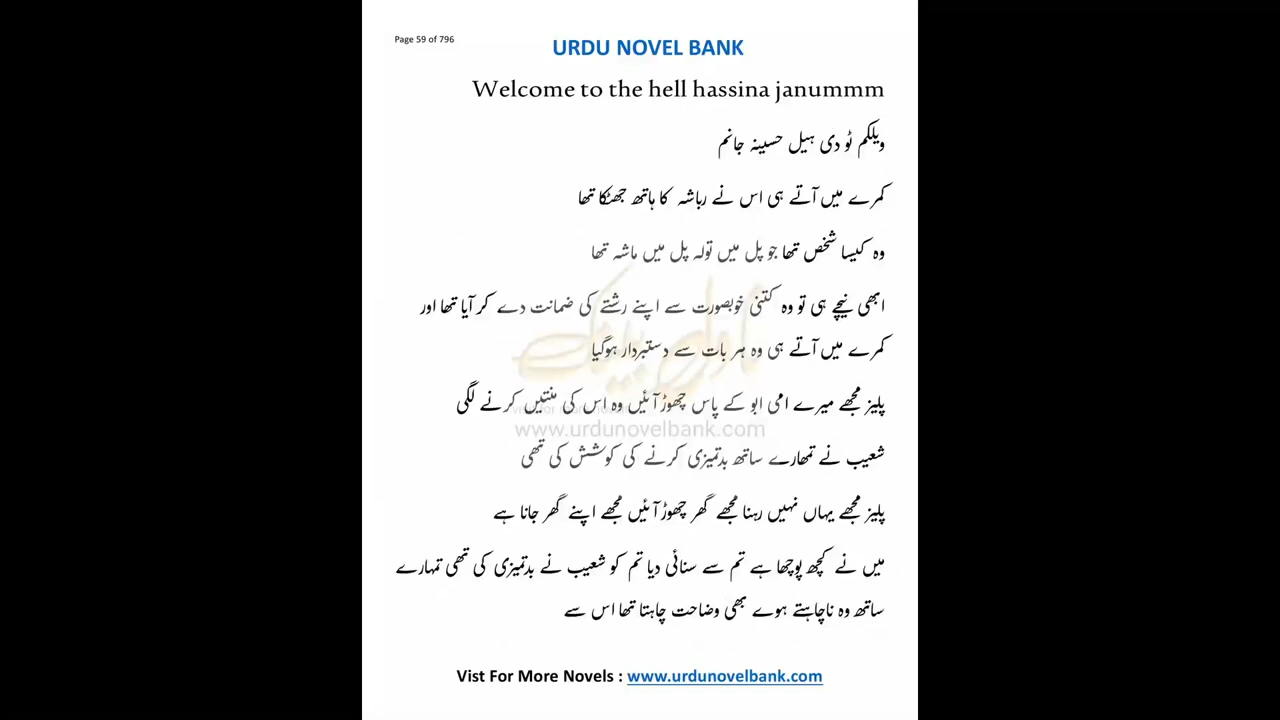 Page 59 of 796
URDU NOVEL BANK
Welcome to the hell hassina janummm
ویلکم ٹو دی ہیل حسینہ جانم
کمرے میں آتے ہی اس نے رباشہ کا ہاتھ جھٹکا تھا
وہ کیسا شخص تھا جو پل میں تولہ پل میں ماشہ تھا
ابھی نیچے ہی تو وہ کتنی خوبصورت سے اپنے رشتے کی ضمانت دے کر آیا تھا اور
کمرے میں آتے ہی وہ ہر بات سے دستبردار ہوگیا
پلیز مجھے میرے امی ابو کے پاس چھوڑ آئیں وہ اس کی منتیں کرنے لگی
www.urdunovelbank.com
شعیب نے تمھارے ساتھ بدتمیزی کرنے کی کوشش کی تھی
پلیز مجھے یہاں نہیں رہنا مجھے گھر چھوڑ آئیں مجھے اپنے گھر جانا ہے
میں نے کچھ پوچھا ہے تم سے سنائی دیا تم کو شعیب نے بدتمیزی کی تھی تمہارے
ساتھ وہ ناچاہتے ہوے بھی وضاحت چاہتا تھا اس سے
Vist For More Novels : www.urdunovelbank.com